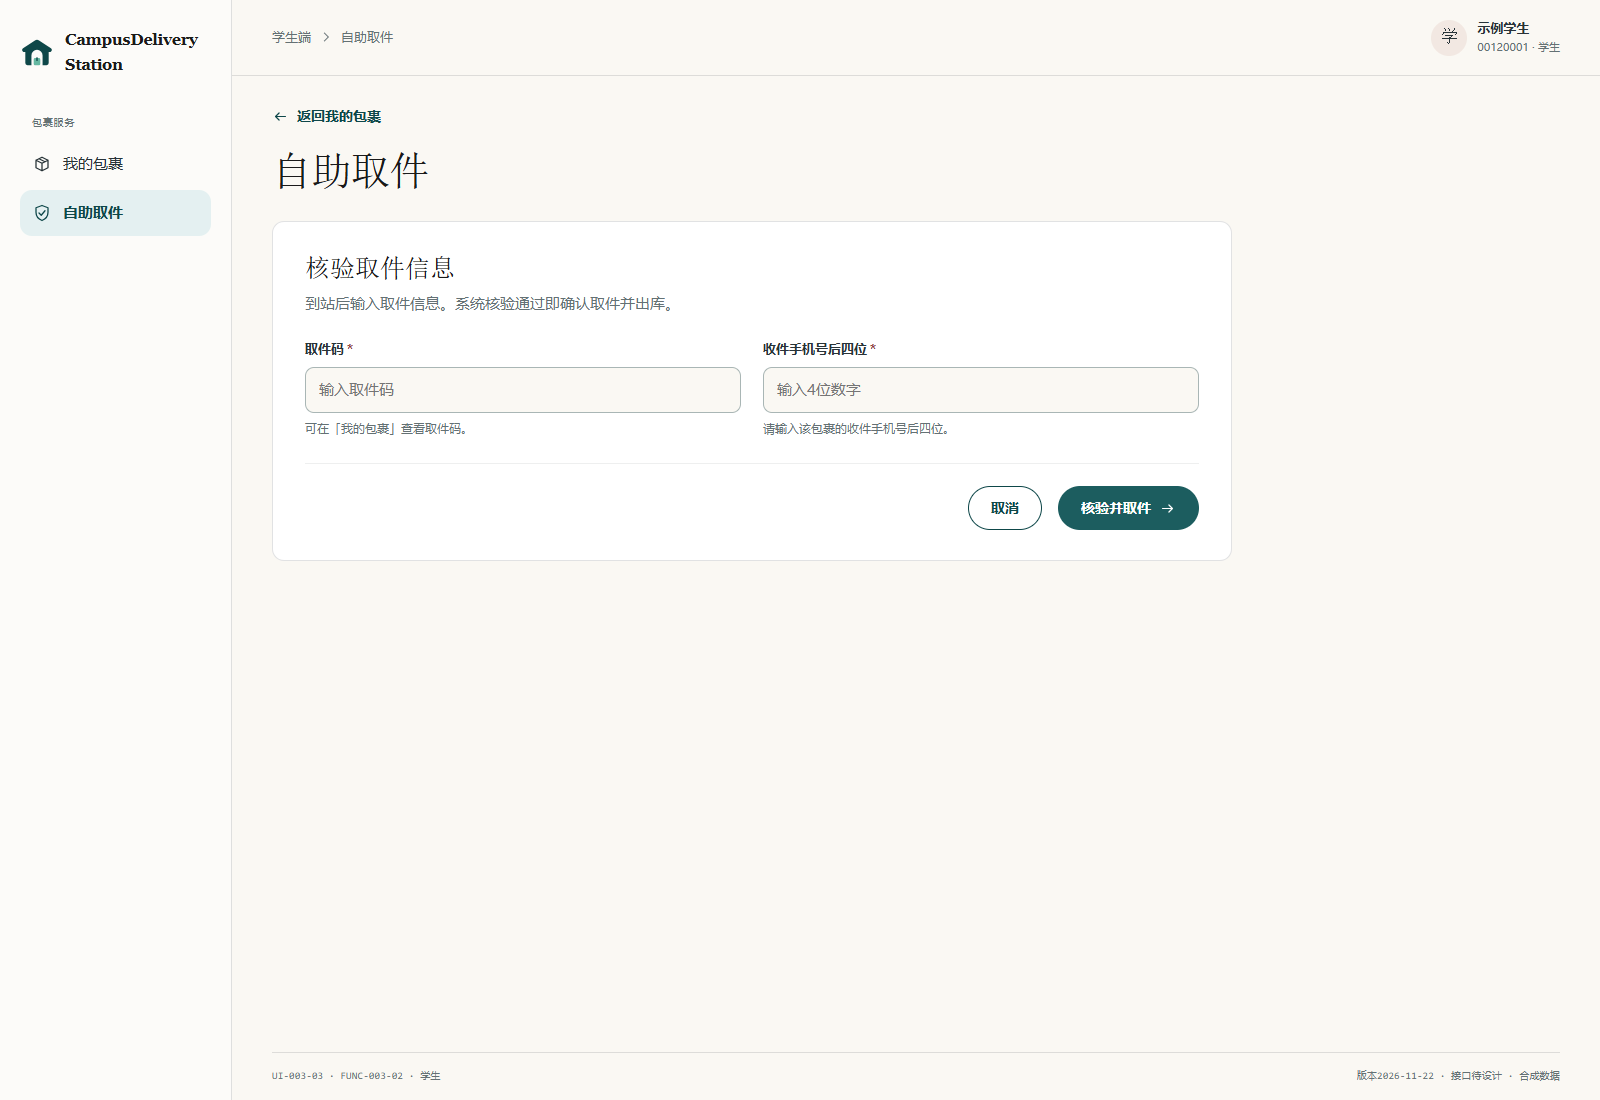 CampusDelivery
Station
包裹服务
我的包裹
自助取件
学生端 > 自助取件
学
示例学生
00120001 · 学生
← 返回我的包裹
自助取件
核验取件信息
到站后输入取件信息。系统核验通过即确认取件并出库。
取件码 *
输入取件码
可在「我的包裹」查看取件码。
收件手机号后四位 *
输入4位数字
请输入该包裹的收件手机号后四位。
取消
核验并取件 →
UI-003-03 · FUNC-003-02 · 学生
版本2026-11-22 · 接口待设计 · 合成数据